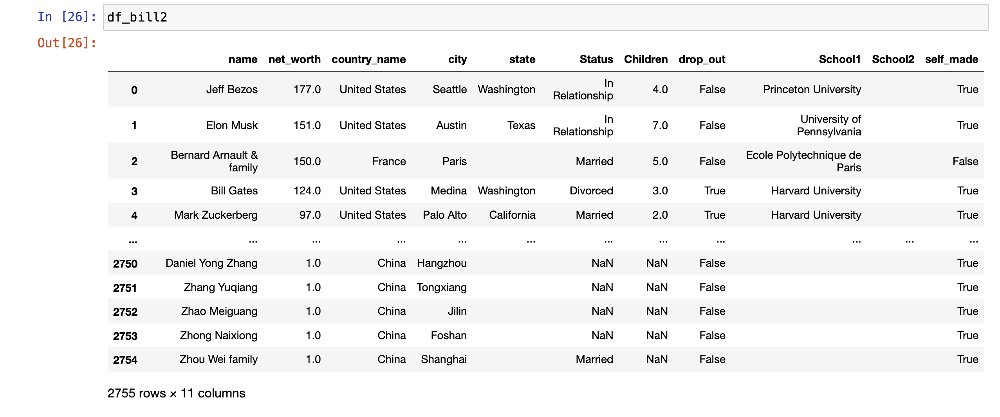 In [26]: df_bill2
Out[26]:
name net_worth country_name city state Status Children drop_out School1 School2 self_made
0 Jeff Bezos 177.0 United States Seattle Washington In Relationship 4.0 False Princeton University True
1 Elon Musk 151.0 United States Austin Texas In Relationship 7.0 False University of Pennsylvania True
2 Bernard Arnault & family 150.0 France Paris Married 5.0 False Ecole Polytechnique de Paris False
3 Bill Gates 124.0 United States Medina Washington Divorced 3.0 True Harvard University True
4 Mark Zuckerberg 97.0 United States Palo Alto California Married 2.0 True Harvard University True
... ... ... ... ... ... ... ... ... ... ... ...
2750 Daniel Yong Zhang 1.0 China Hangzhou NaN NaN False True
2751 Zhang Yuqiang 1.0 China Tongxiang NaN NaN False True
2752 Zhao Meiguang 1.0 China Jilin NaN NaN False True
2753 Zhong Naixiong 1.0 China Foshan NaN NaN False True
2754 Zhou Wei family 1.0 China Shanghai Married NaN False True
2755 rows × 11 columns